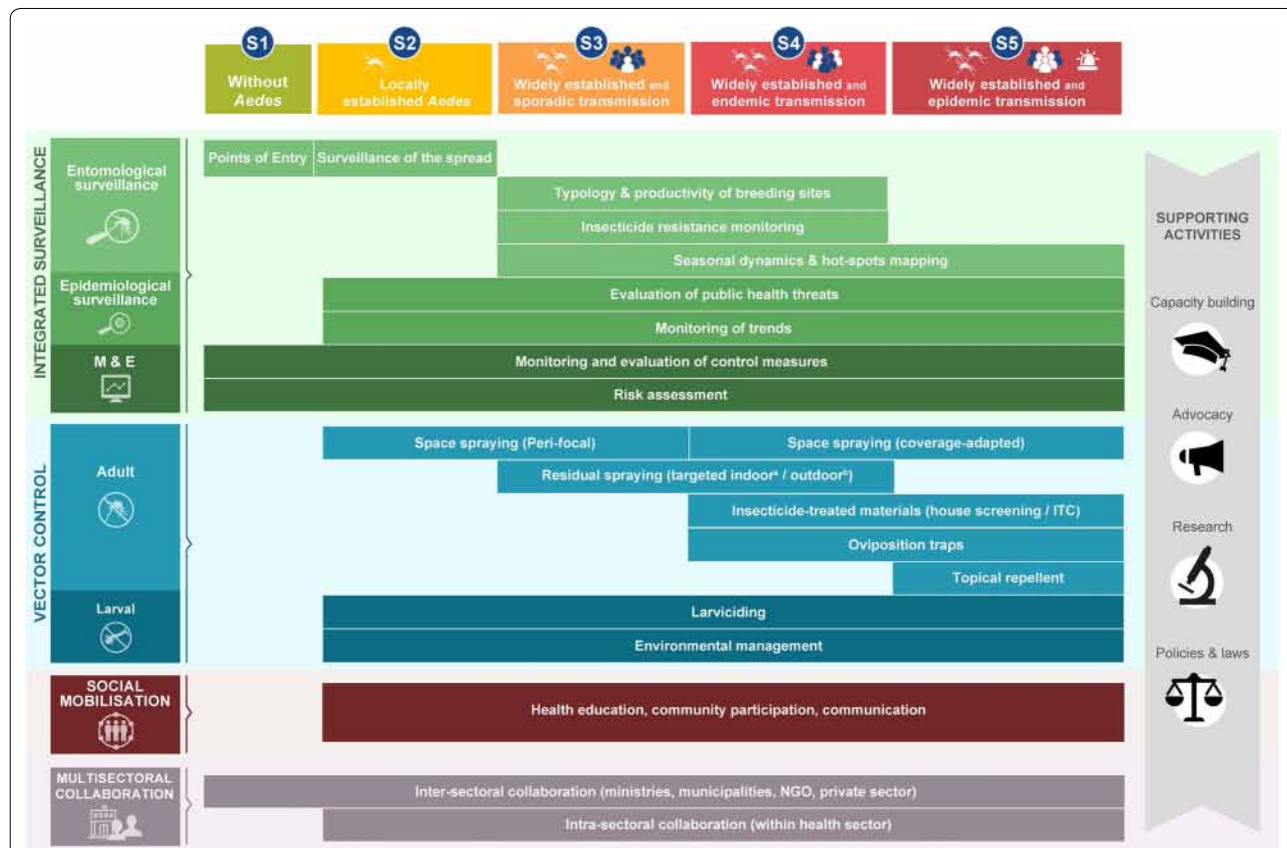 S1
Without
Aedes
S2
Locally
established Aedes
S3
Widely established and
sporadic transmission
S4
Widely established and
endemic transmission
S5
Widely established and
epidemic transmission
INTEGRATED SURVEILLANCE
Entomological
surveillance
Points of Entry
Surveillance of the spread
Typology & productivity of breeding sites
Insecticide resistance monitoring
Seasonal dynamics & hot-spots mapping
Epidemiological
surveillance
Evaluation of public health threats
Monitoring of trends
M & E
Monitoring and evaluation of control measures
Risk assessment
VECTOR CONTROL
Adult
Space spraying (Peri-focal)
Space spraying (coverage-adapted)
Residual spraying (targeted indoorᵃ / outdoorᵇ)
Insecticide-treated materials (house screening / ITC)
Oviposition traps
Topical repellent
Larval
Larviciding
Environmental management
SOCIAL
MOBILISATION
Health education, community participation, communication
MULTISECTORAL
COLLABORATION
Inter-sectoral collaboration (ministries, municipalities, NGO, private sector)
Intra-sectoral collaboration (within health sector)
SUPPORTING
ACTIVITIES
Capacity building
Advocacy
Research
Policies & laws